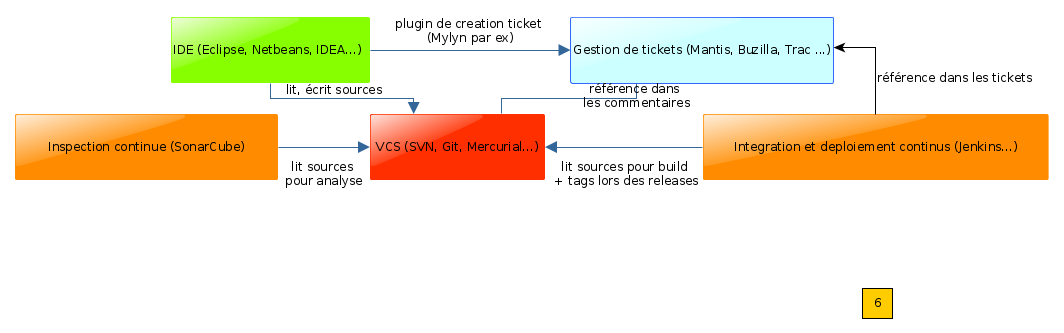 plugin de creation ticket
(Mylyn par ex)
IDE (Eclipse, Netbeans, IDEA...)
Gestion de tickets (Mantis, Buzilla, Trac ...)
référence dans les tickets
lit, écrit sources
référence dans
les commentaires
Inspection continue (SonarCube)
VCS (SVN, Git, Mercurial...)
Integration et deploiement continus (Jenkins...)
lit sources
pour analyse
lit sources pour build
+ tags lors des releases
6